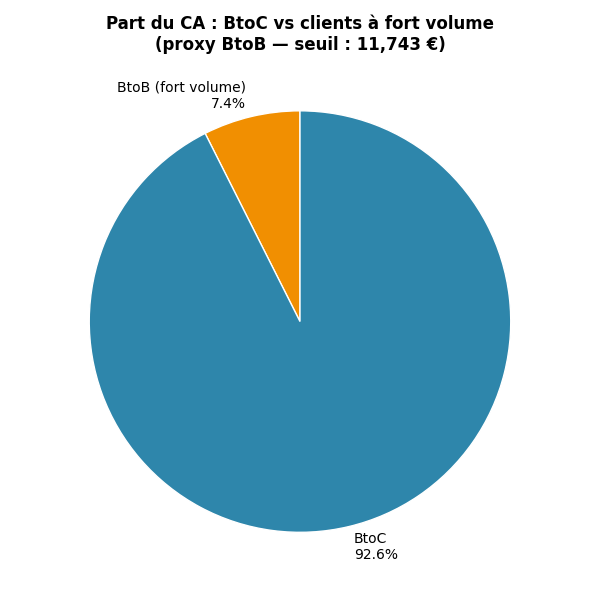 Part du CA : BtoC vs clients à fort volume
(proxy BtoB — seuil : 11,743 €)
BtoB (fort volume)
7.4%
BtoC
92.6%